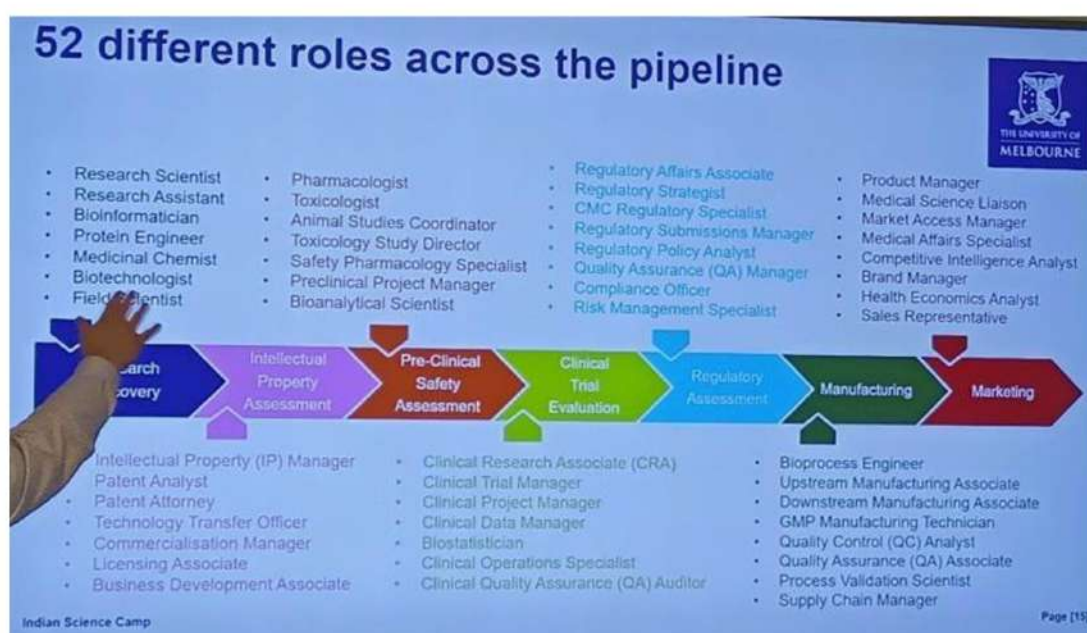 52 different roles across the pipeline
THE UNIVERSITY OF
MELBOURNE
• Research Scientist
• Research Assistant
• Bioinformatician
• Protein Engineer
• Medicinal Chemist
• Biotechnologist
• Field Scientist
• Pharmacologist
• Toxicologist
• Animal Studies Coordinator
• Toxicology Study Director
• Safety Pharmacology Specialist
• Preclinical Project Manager
• Bioanalytical Scientist
• Regulatory Affairs Associate
• Regulatory Strategist
• CMC Regulatory Specialist
• Regulatory Submissions Manager
• Regulatory Policy Analyst
• Quality Assurance (QA) Manager
• Compliance Officer
• Risk Management Specialist
• Product Manager
• Medical Science Liaison
• Market Access Manager
• Medical Affairs Specialist
• Competitive Intelligence Analyst
• Brand Manager
• Health Economics Analyst
• Sales Representative
Intellectual
Property
Assessment
Pre-Clinical
Safety
Assessment
Clinical
Trial
Evaluation
Regulatory
Assessment
Manufacturing
Marketing
Intellectual Property (IP) Manager
Patent Analyst
• Patent Attorney
• Technology Transfer Officer
• Commercialisation Manager
• Licensing Associate
• Business Development Associate
• Clinical Research Associate (CRA)
• Clinical Trial Manager
• Clinical Project Manager
• Clinical Data Manager
• Biostatistician
• Clinical Operations Specialist
• Clinical Quality Assurance (QA) Auditor
• Bioprocess Engineer
• Upstream Manufacturing Associate
• Downstream Manufacturing Associate
• GMP Manufacturing Technician
• Quality Control (QC) Analyst
• Quality Assurance (QA) Associate
• Process Validation Scientist
• Supply Chain Manager
Indian Science Camp
Page [15]